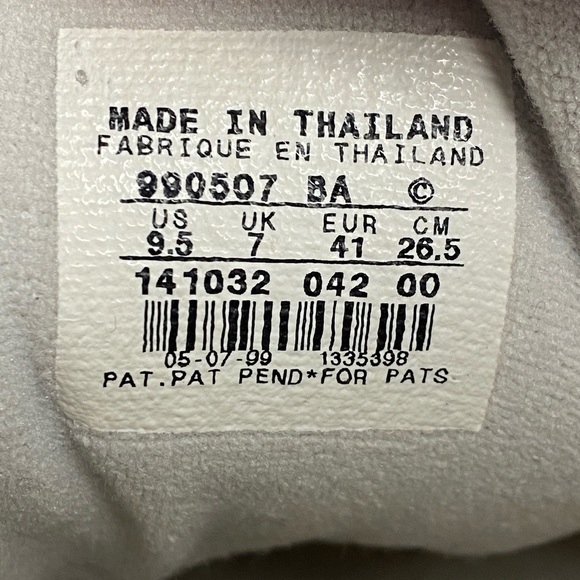 MADE IN THAILAND
FABRIQUE EN THAILAND
990507 BA ©
US UK EUR CM
9.5 7 41 26.5
141032 042 00
05-07-99 1335398
PAT.PAT PEND*FOR PATS